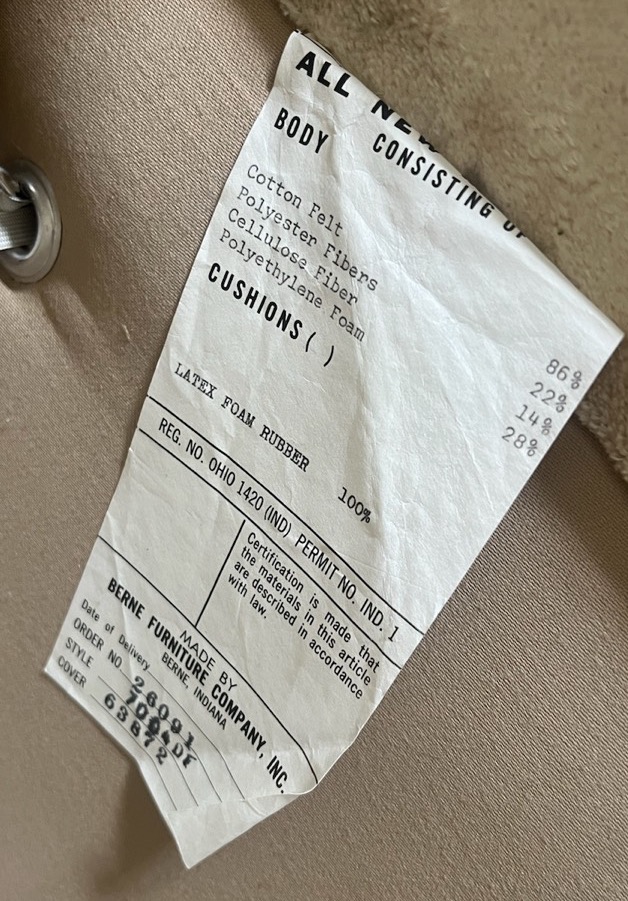 ALL NEW
BODY CONSISTING OF
Cotton Felt 86%
Polyester Fibers 22%
Cellulose Fiber 14%
Polyethylene Foam 28%
CUSHIONS ( )
LATEX FOAM RUBBER 100%
REG. NO. OHIO 1420 (IND) PERMIT NO. IND. 1
Certification is made that
the materials in this article
are described in accordance
with law.
MADE BY
BERNE FURNITURE COMPANY, INC.
BERNE, INDIANA
Date of Delivery
ORDER NO. 26091
STYLE
COVER 63872